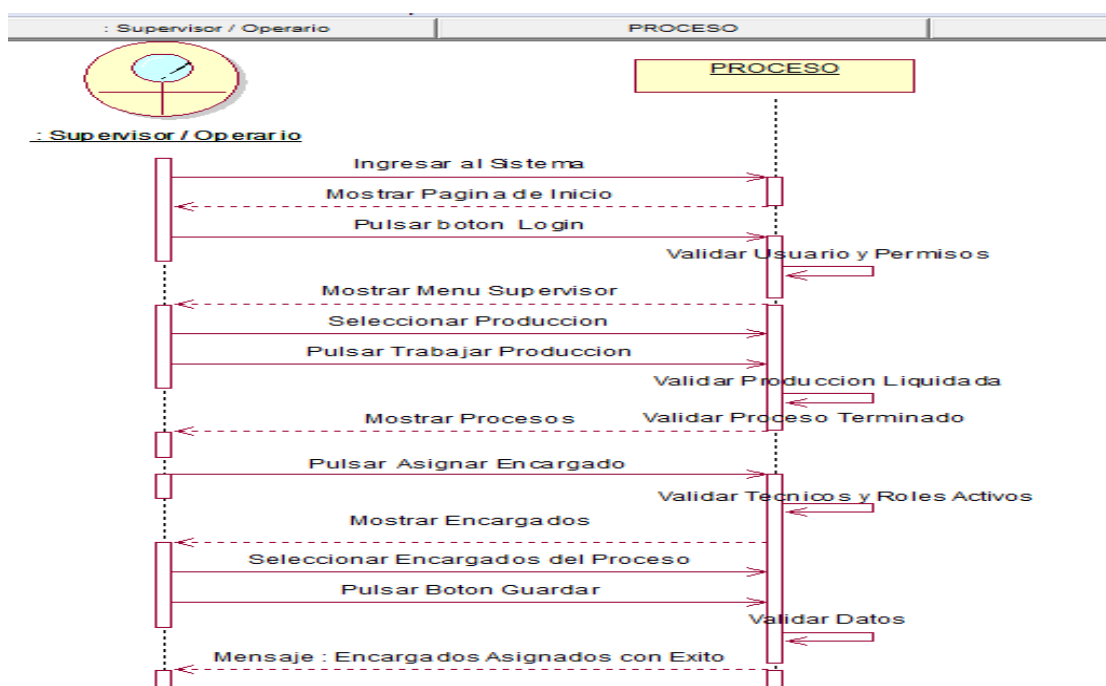 : Supervisor / Operario
PROCESO
PROCESO
: Supervisor / Operario
Ingresar al Sistema
Mostrar Pagina de Inicio
Pulsar boton Login
Validar Usuario y Permisos
Mostrar Menu Supervisor
Seleccionar Produccion
Pulsar Trabajar Produccion
Validar Produccion Liquidada
Mostrar Procesos
Validar Proceso Terminado
Pulsar Asignar Encargado
Validar Tecnicos y Roles Activos
Mostrar Encargados
Seleccionar Encargados del Proceso
Pulsar Boton Guardar
Validar Datos
Mensaje : Encargados Asignados con Exito